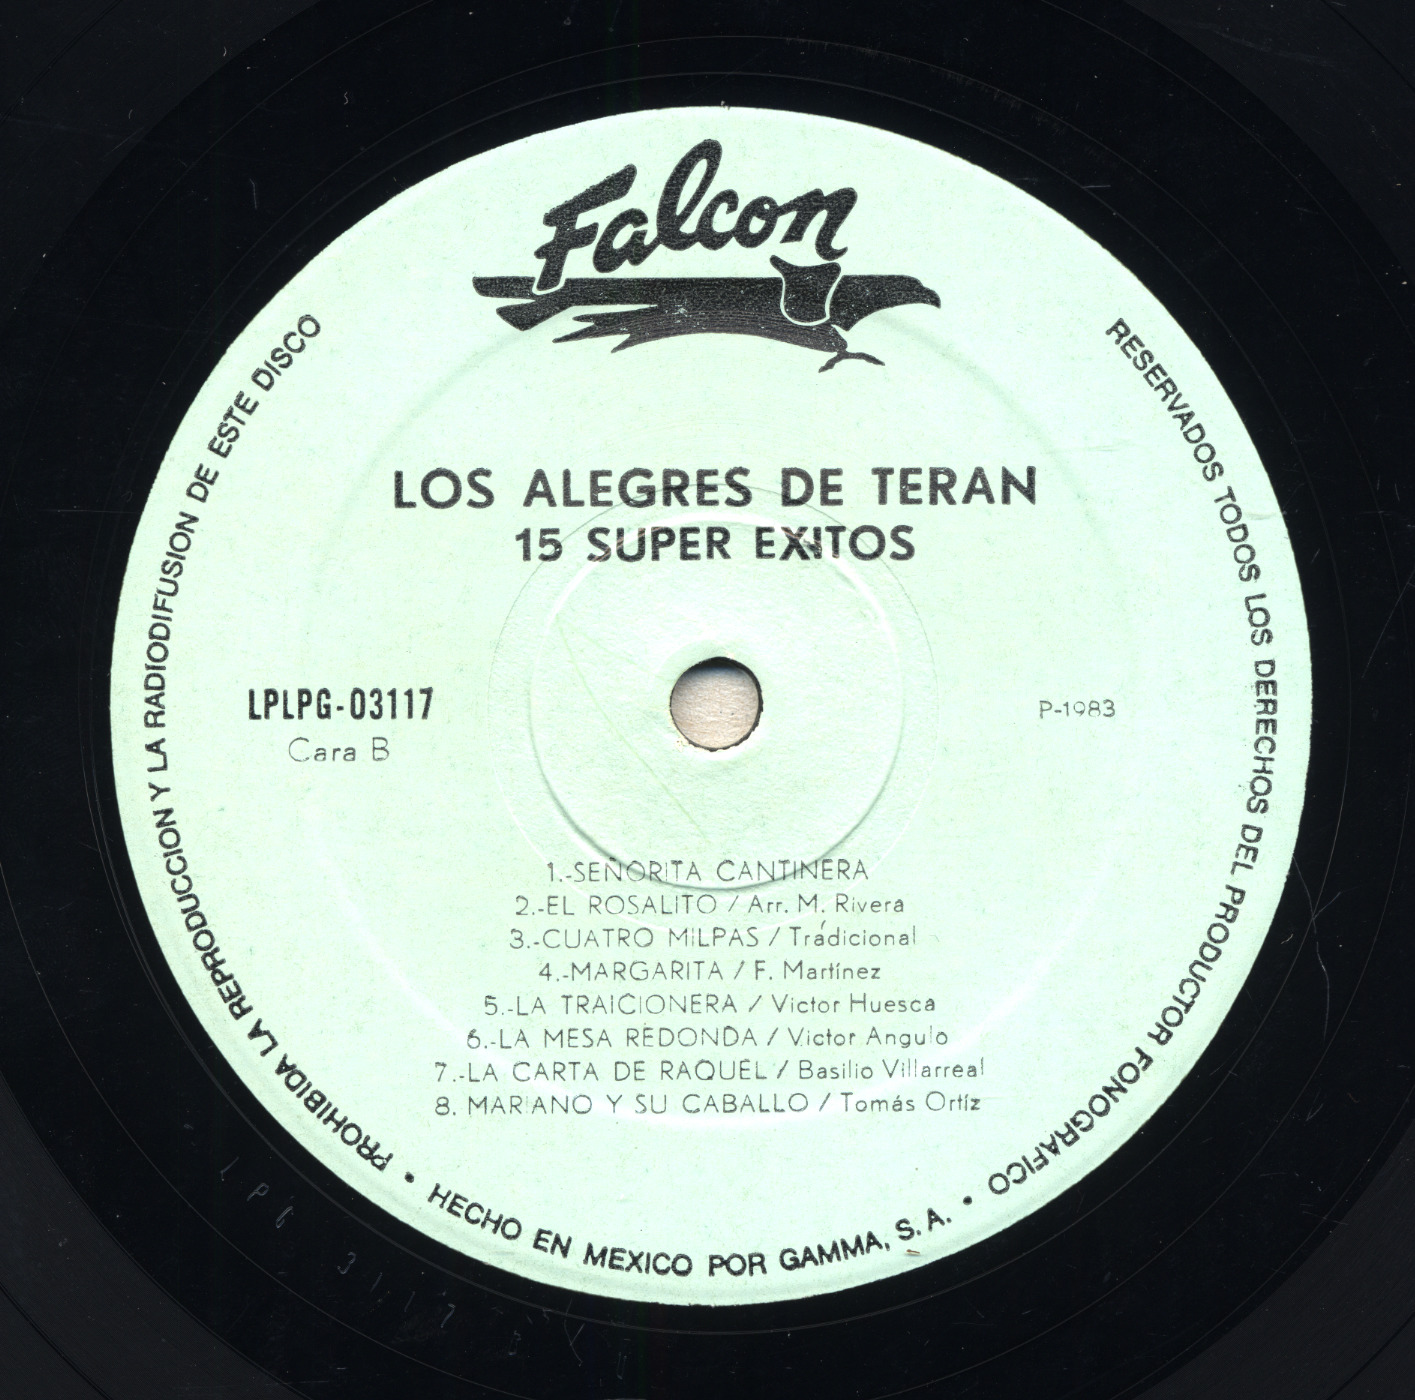 Falcon
LOS ALEGRES DE TERAN
15 SUPER EXITOS
LPLPG-03117
Cara B
P-1983
1.-SEÑORITA CANTINERA
2.-EL ROSALITO / Arr. M. Rivera
3.-CUATRO MILPAS / Tradicional
4.-MARGARITA / F. Martínez
5.-LA TRAICIONERA / Victor Huesca
6.-LA MESA REDONDA / Victor Angulo
7.-LA CARTA DE RAQUEL / Basilio Villarreal
8. MARIANO Y SU CABALLO / Tomás Ortíz
PROHIBIDA LA REPRODUCCION Y LA RADIODIFUSION DE ESTE DISCO
RESERVADOS TODOS LOS DERECHOS DEL PRODUCTOR FONOGRAFICO
• HECHO EN MEXICO POR GAMMA, S. A. •
LPG 3117